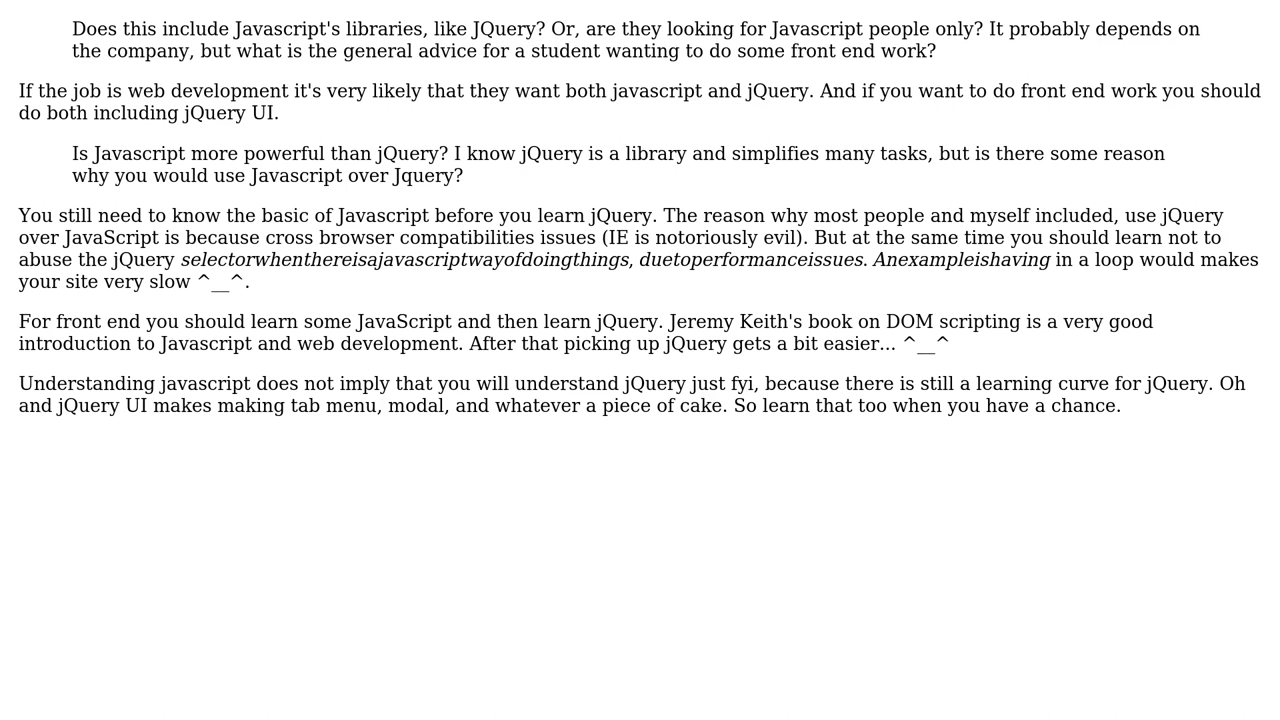 Does this include Javascript's libraries, like JQuery? Or, are they looking for Javascript people only? It probably depends on
the company, but what is the general advice for a student wanting to do some front end work?
If the job is web development it's very likely that they want both javascript and jQuery. And if you want to do front end work you should
do both including jQuery UI.
Is Javascript more powerful than jQuery? I know jQuery is a library and simplifies many tasks, but is there some reason
why you would use Javascript over Jquery?
You still need to know the basic of Javascript before you learn jQuery. The reason why most people and myself included, use jQuery
over JavaScript is because cross browser compatibilities issues (IE is notoriously evil). But at the same time you should learn not to
abuse the jQuery selectorwhenthereisajavascriptwayofdoingthings, duetoperformanceissues. Anexampleishaving in a loop would makes
your site very slow ^__^.
For front end you should learn some JavaScript and then learn jQuery. Jeremy Keith's book on DOM scripting is a very good
introduction to Javascript and web development. After that picking up jQuery gets a bit easier... ^__^
Understanding javascript does not imply that you will understand jQuery just fyi, because there is still a learning curve for jQuery. Oh
and jQuery UI makes making tab menu, modal, and whatever a piece of cake. So learn that too when you have a chance.